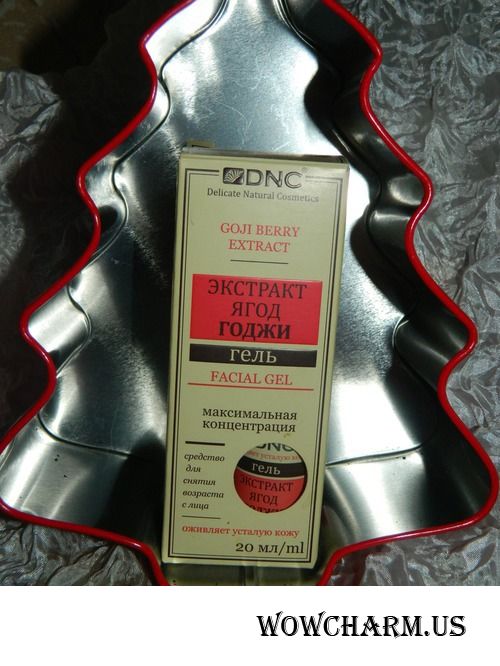 DNC
Delicate Natural Cosmetics
GOJI BERRY
EXTRACT
ЭКСТРАКТ
ЯГОД
ГОДЖИ
гель
FACIAL GEL
максимальная
концентрация
средство
для
снятия
возраста
с лица
DNC
усталую
гель
ЭКСТРАКТ
ЯГОД
оживляет усталую кожу
20 мл/ml
WOWCHARM.US